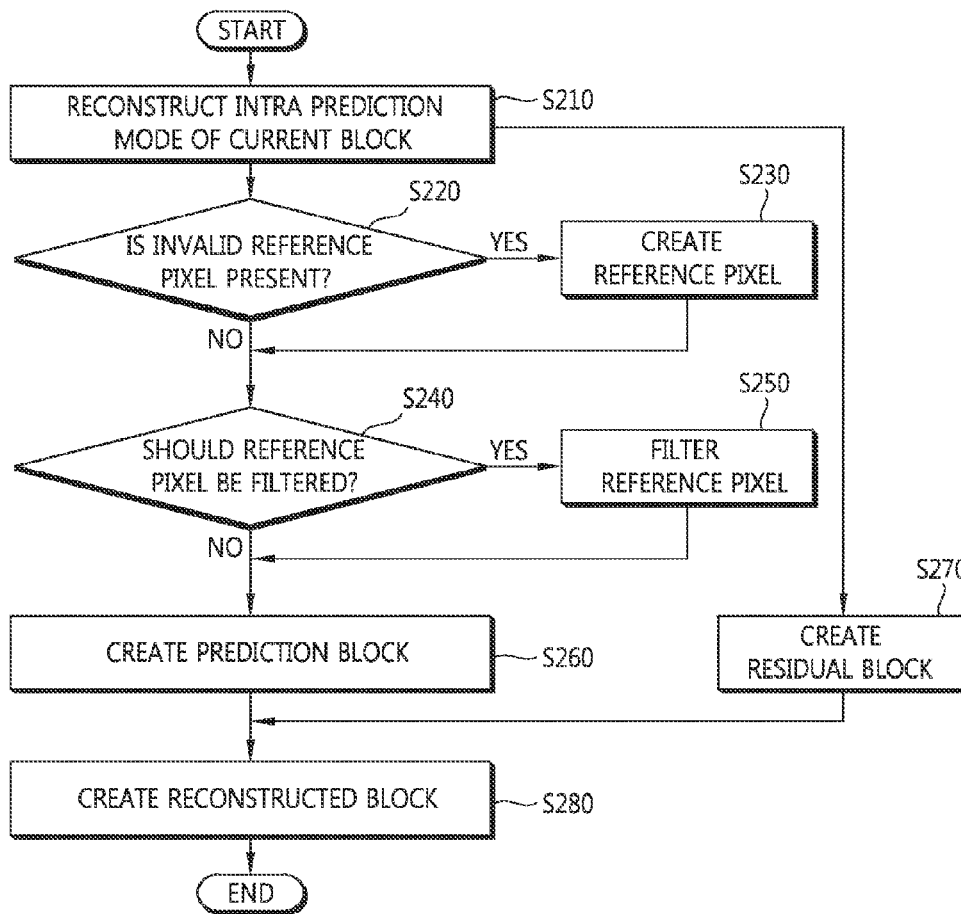 START
RECONSTRUCT INTRA PREDICTION
MODE OF CURRENT BLOCK
S210
S220
IS INVALID REFERENCE
PIXEL PRESENT?
YES
S230
CREATE
REFERENCE PIXEL
NO
S240
SHOULD REFERENCE
PIXEL BE FILTERED?
YES
S250
FILTER
REFERENCE PIXEL
NO
CREATE PREDICTION BLOCK
S260
S270
CREATE
RESIDUAL BLOCK
CREATE RECONSTRUCTED BLOCK
S280
END